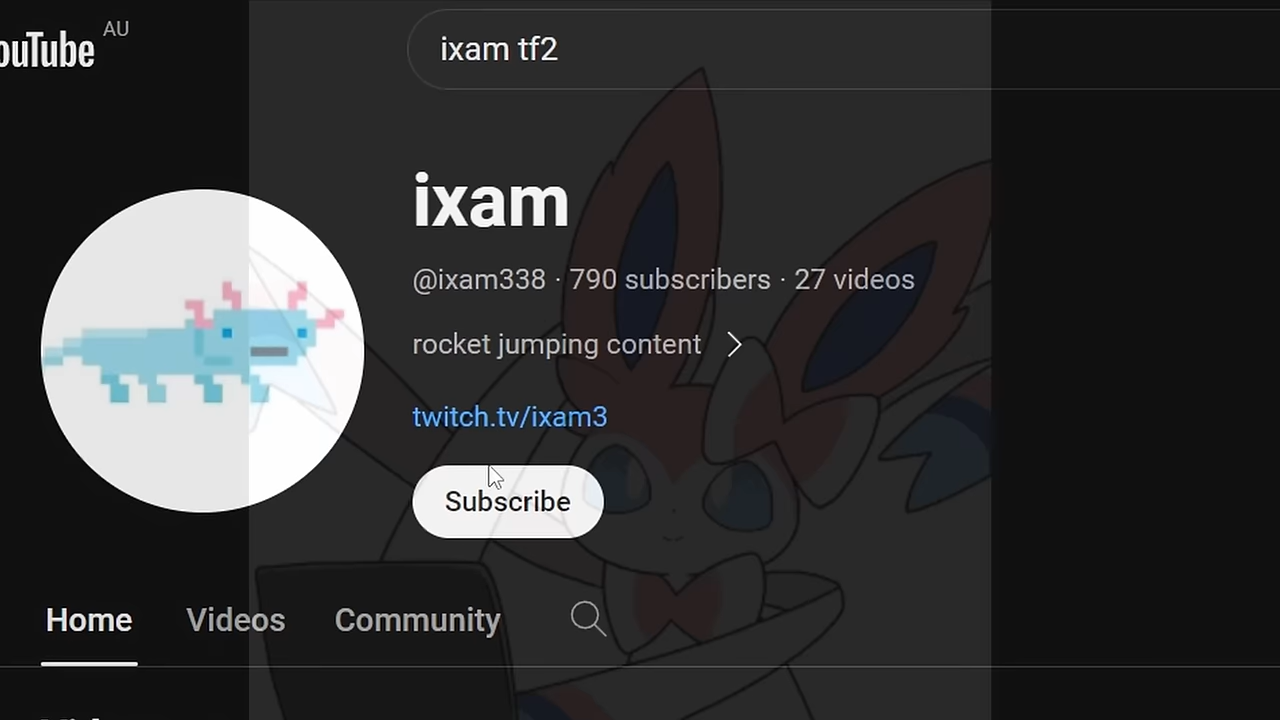 ouTube AU
ixam tf2
ixam
@ixam338 · 790 subscribers · 27 videos
rocket jumping content
twitch.tv/ixam3
Subscribe
Home Videos Community